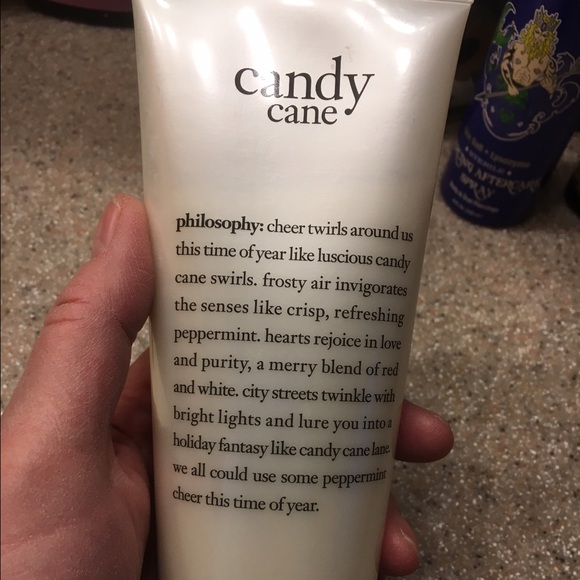 candy
cane
philosophy: cheer twirls around us
this time of year like luscious candy
cane swirls. frosty air invigorates
the senses like crisp, refreshing
peppermint. hearts rejoice in love
and purity, a merry blend of red
and white. city streets twinkle with
bright lights and lure you into a
holiday fantasy like candy cane lane.
we all could use some peppermint
cheer this time of year.
AFTERCARE
SPRAY